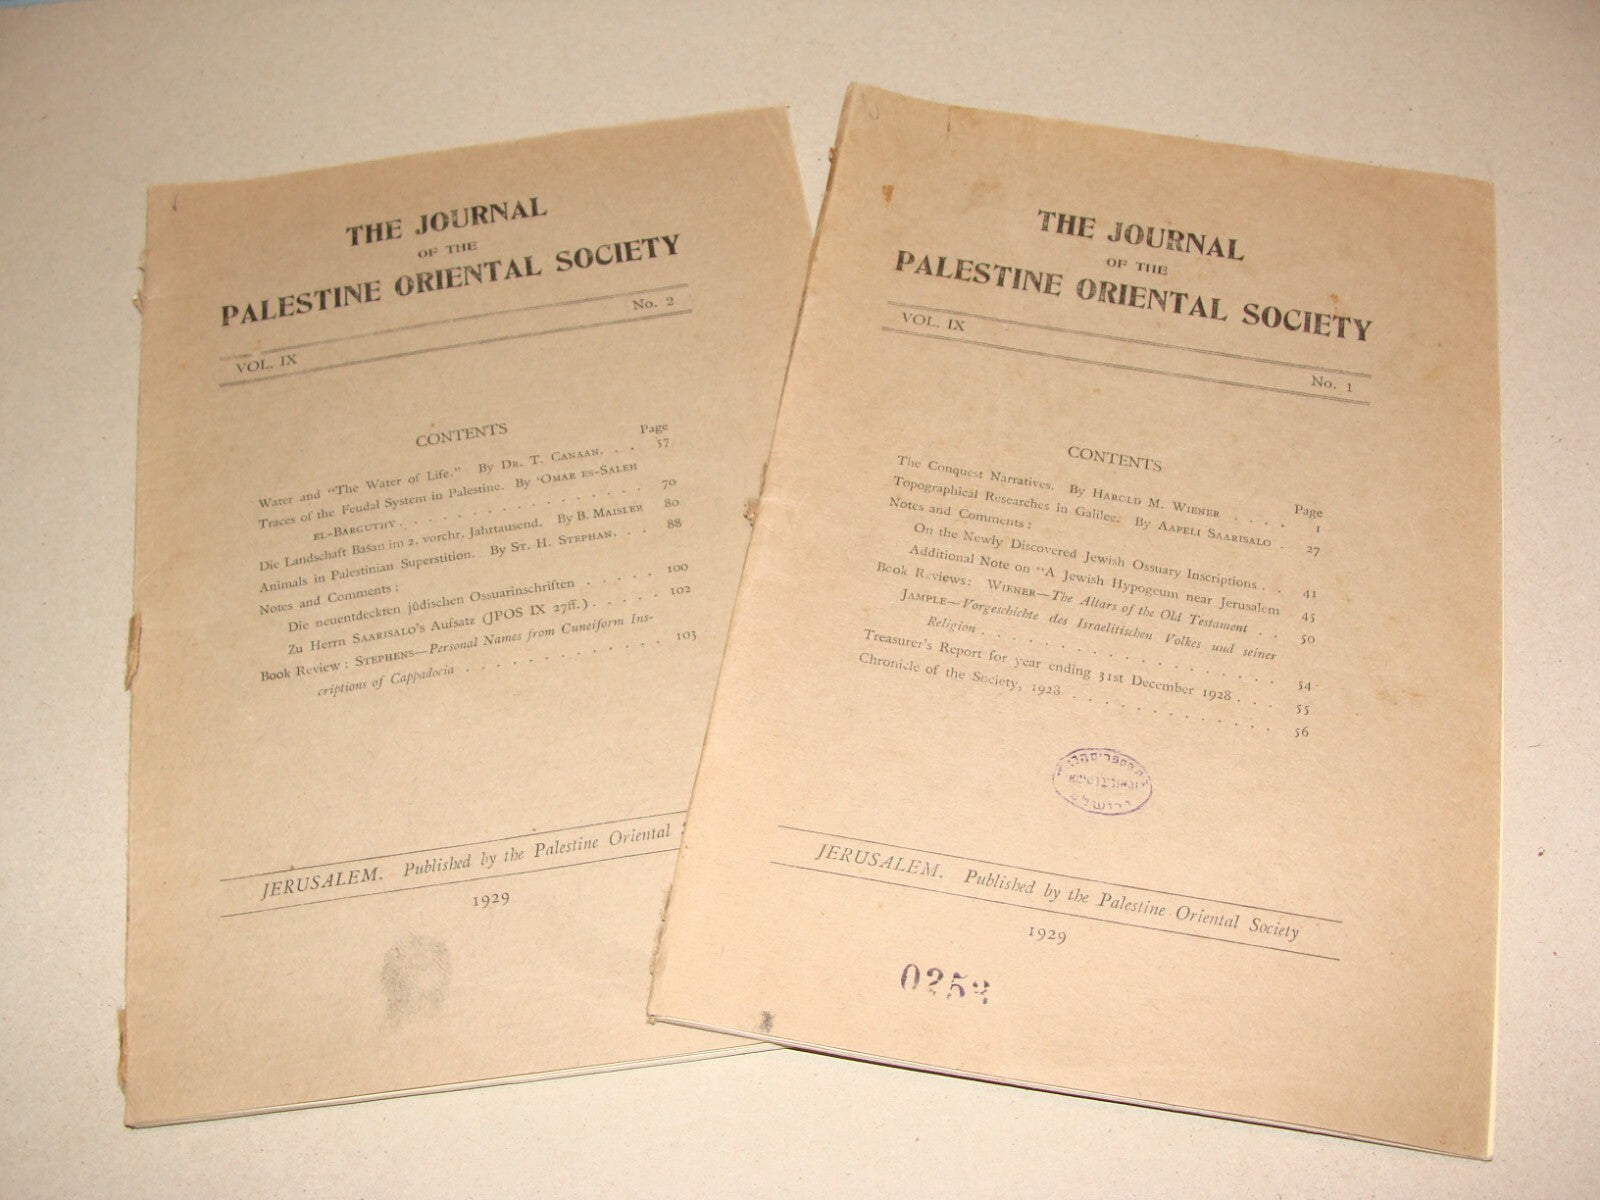 THE JOURNAL
OF THE
PALESTINE ORIENTAL SOCIETY
VOL. IX No. 2
CONTENTS
Page
Water and "The Water of Life." By DR. T. CANAAN. . . 57
Traces of the Feudal System in Palestine. By 'OMAR ES-SALEH
EL-BARGUTHY . . . . . . . . . . . . 70
Die Landschaft Bašan im 2. vorchr. Jahrtausend. By B. MAISLER 80
Animals in Palestinian Superstition. By ST. H. STEPHAN. . . 88
Notes and Comments:
Die neuentdeckten jüdischen Ossuarinschriften . . . . . 100
Zu Herrn SAARISALO'S Aufsatz (JPOS IX 27ff.) . . . . . 102
Book Review: STEPHENS—Personal Names from Cuneiform Ins-
criptions of Cappadocia . . . . . . . . . . . 103
JERUSALEM. Published by the Palestine Oriental
1929
THE JOURNAL
OF THE
PALESTINE ORIENTAL SOCIETY
VOL. IX No. 1
CONTENTS
Page
The Conquest Narratives. By HAROLD M. WIENER . . . . 1
Topographical Researches in Galilee. By AAPELI SAARISALO . 27
Notes and Comments:
On the Newly Discovered Jewish Ossuary Inscriptions . . 41
Additional Note on "A Jewish Hypogeum near Jerusalem 45
Book Reviews: WIENER—The Altars of the Old Testament . . 50
JAMPLE—Vorgeschichte des Israelitischen Volkes und seiner
Religion . . . . . . . . . . . . . 54
Treasurer's Report for year ending 31st December 1928 . . . 55
Chronicle of the Society, 1928 . . . . . . . . . . . . 56
JERUSALEM. Published by the Palestine Oriental Society
1929
0252